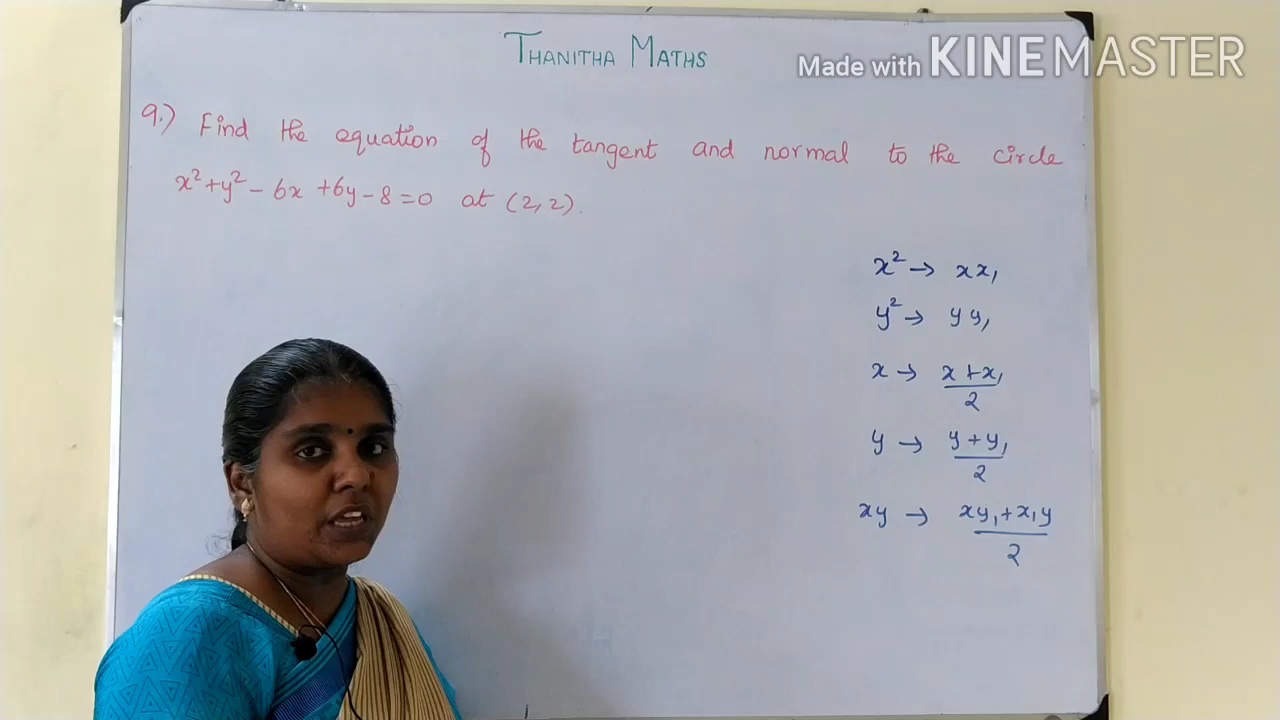 THANITHA MATHS
Made with KINEMASTER
9.) Find the equation of the tangent and normal to the circle
x²+y²-6x+6y-8=0 at (2,2).
x² → xx₁
y² → yy₁
x → x+x₁/2
y → y+y₁/2
xy → xy₁+x₁y/2